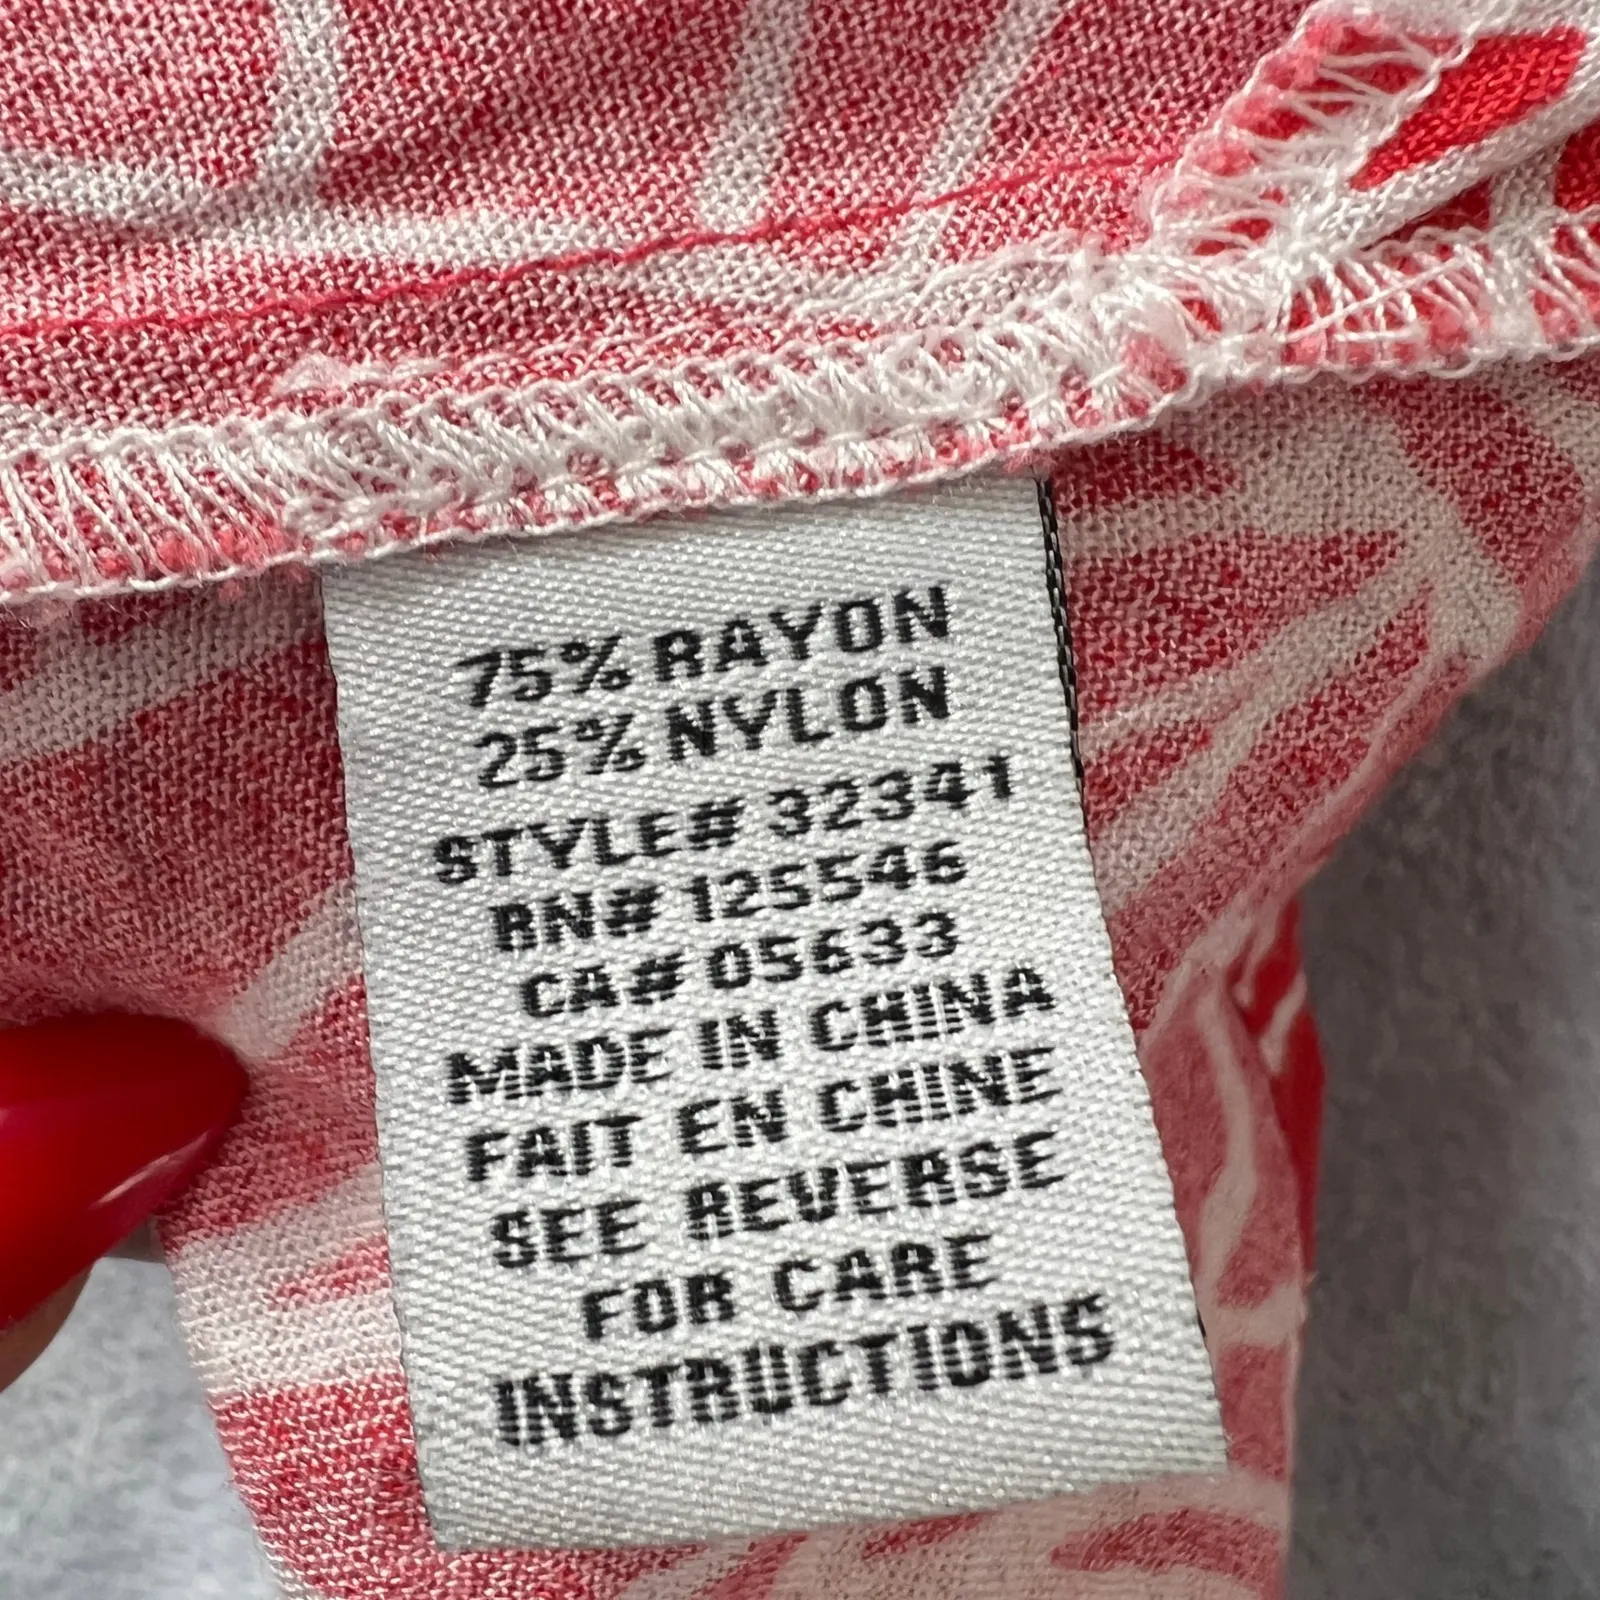 75% RAYON
25% NYLON
STYLE# 32341
BN# 125546
CA# 05633
MADE IN CHINA
FAIT EN CHINE
SEE REVERSE
FOR CARE
INSTRUCTIONS